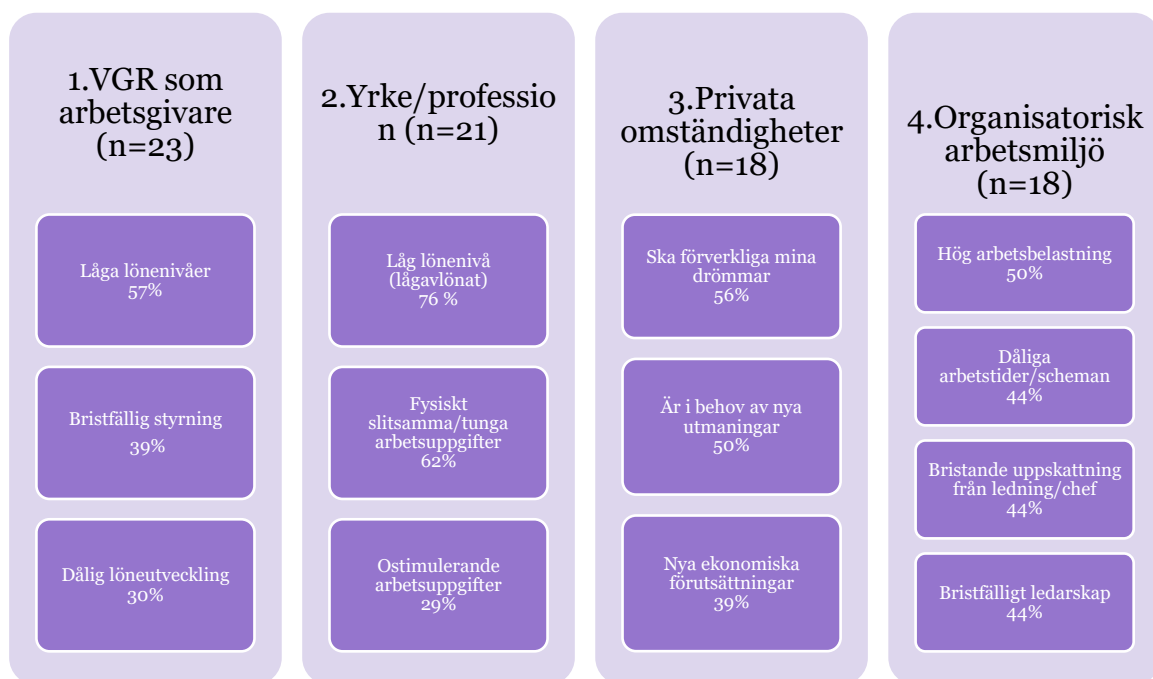 1.VGR som
arbetsgivare
(n=23)
Låga lönenivåer
57%
Bristfällig styrning
39%
Dålig löneutveckling
30%
2.Yrke/professio
n (n=21)
Låg lönenivå
(lågavlönat)
76 %
Fysiskt
slitsamma/tunga
arbetsuppgifter
62%
Ostimulerande
arbetsuppgifter
29%
3.Privata
omständigheter
(n=18)
Ska förverkliga mina
drömmar
56%
Är i behov av nya
utmaningar
50%
Nya ekonomiska
förutsättningar
39%
4.Organisatorisk
arbetsmiljö
(n=18)
Hög arbetsbelastning
50%
Dåliga
arbetstider/scheman
44%
Bristande uppskattning
från ledning/chef
44%
Bristfälligt ledarskap
44%